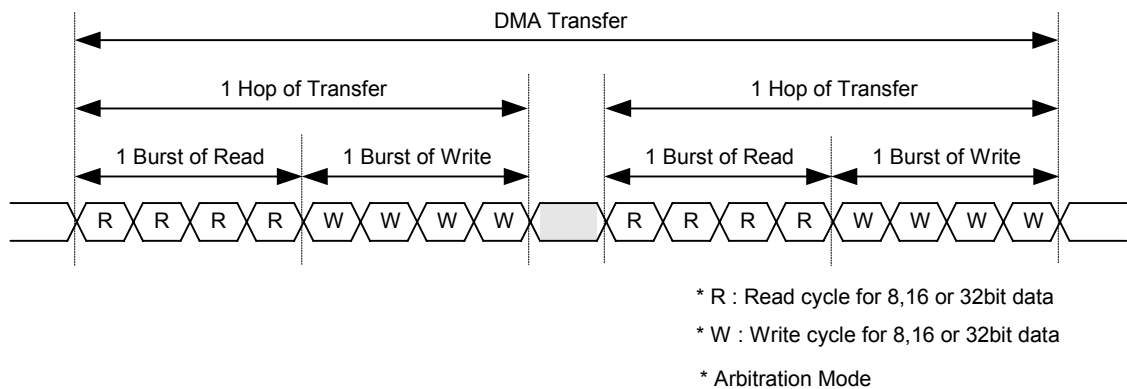 DMA Transfer
1 Hop of Transfer 1 Hop of Transfer
1 Burst of Read 1 Burst of Write 1 Burst of Read 1 Burst of Write
R R R R W W W W R R R R W W W W
* R : Read cycle for 8,16 or 32bit data
* W : Write cycle for 8,16 or 32bit data
* Arbitration Mode